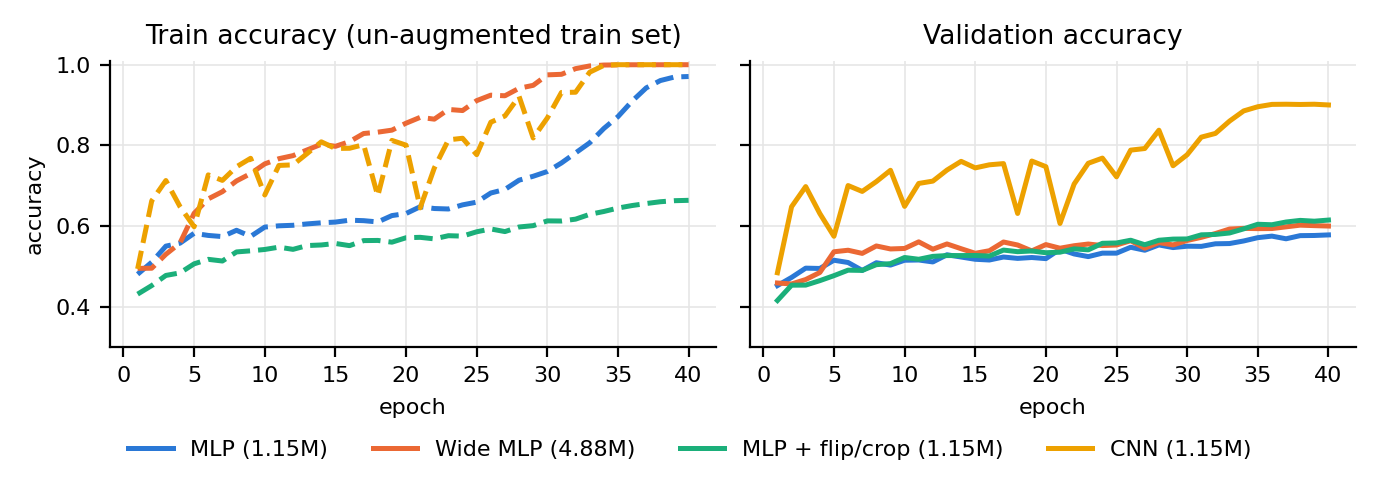 Train accuracy (un-augmented train set)
Validation accuracy
1.0
0.8
0.6
0.4
accuracy
0 5 10 15 20 25 30 35 40
0 5 10 15 20 25 30 35 40
epoch
epoch
MLP (1.15M) Wide MLP (4.88M) MLP + flip/crop (1.15M) CNN (1.15M)